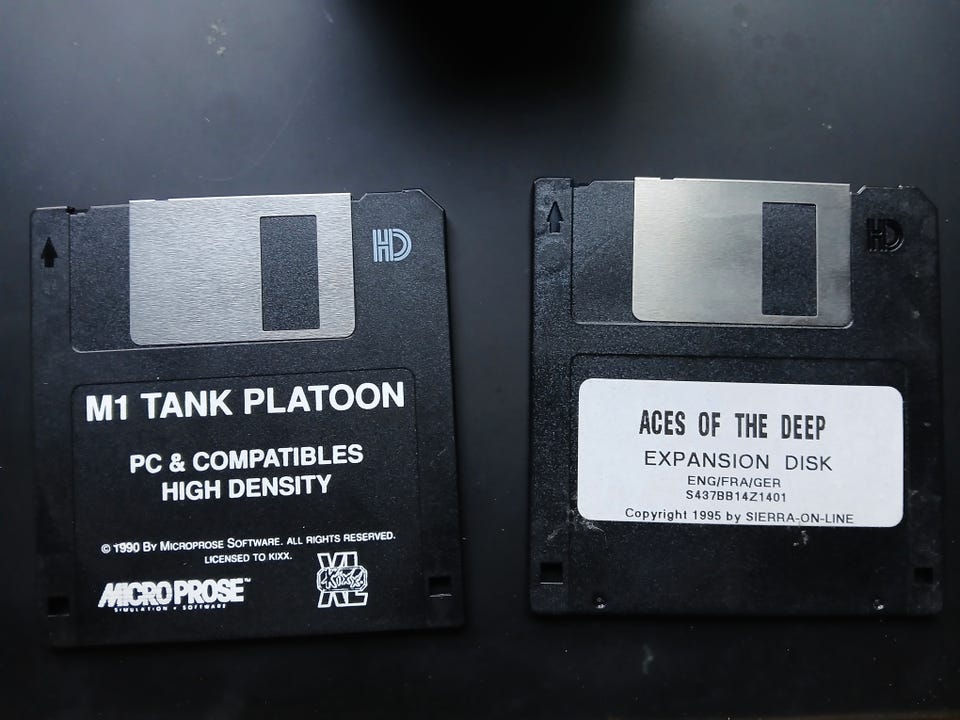 HD
M1 TANK PLATOON
PC & COMPATIBLES
HIGH DENSITY
© 1990 BY MICROPROSE SOFTWARE. ALL RIGHTS RESERVED.
LICENSED TO KIXX.
MICROPROSE™
SIMULATION • SOFTWARE
KIXX
XL
HD
ACES OF THE DEEP
EXPANSION DISK
ENG/FRA/GER
S437BB14Z1401
Copyright 1995 by SIERRA-ON-LINE